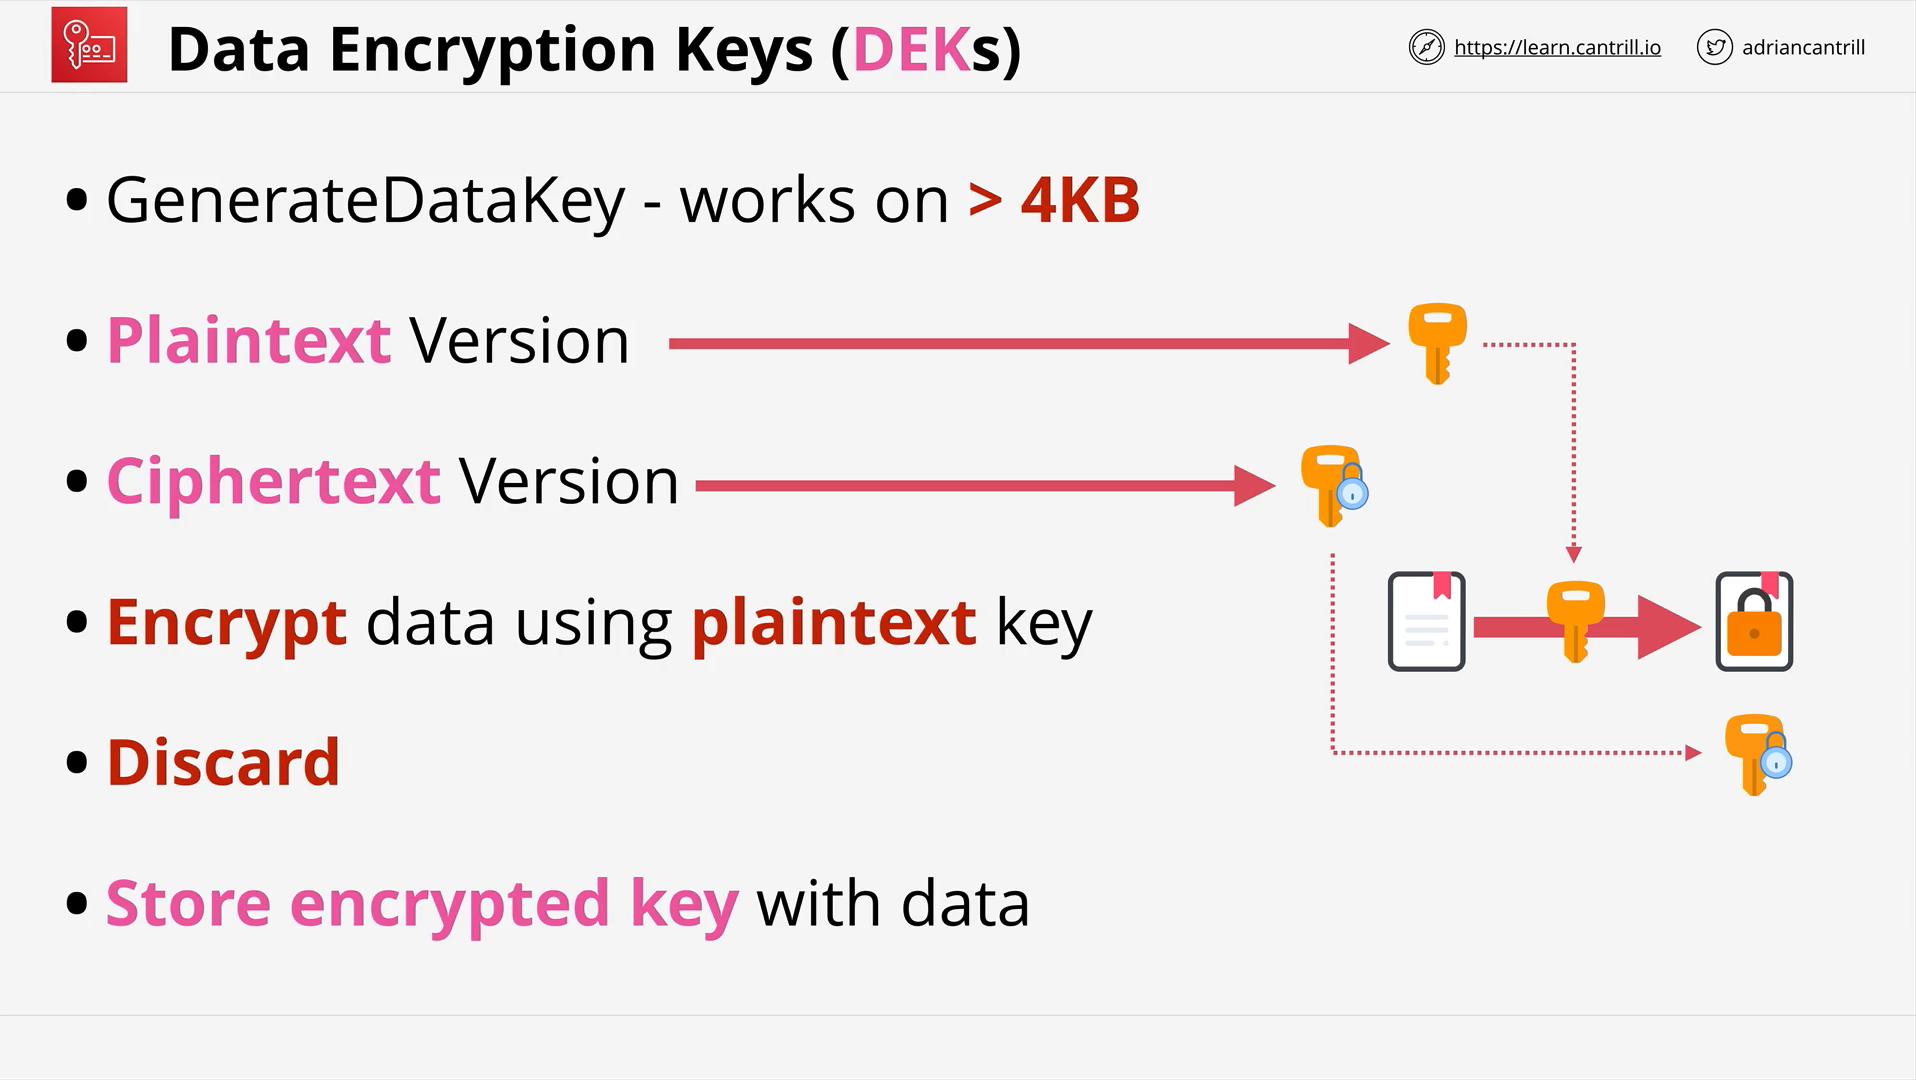 Data Encryption Keys (DEKs)
https://learn.cantrill.io
adriancantrill
• GenerateDataKey - works on > 4KB
• Plaintext Version
• Ciphertext Version
• Encrypt data using plaintext key
• Discard
• Store encrypted key with data